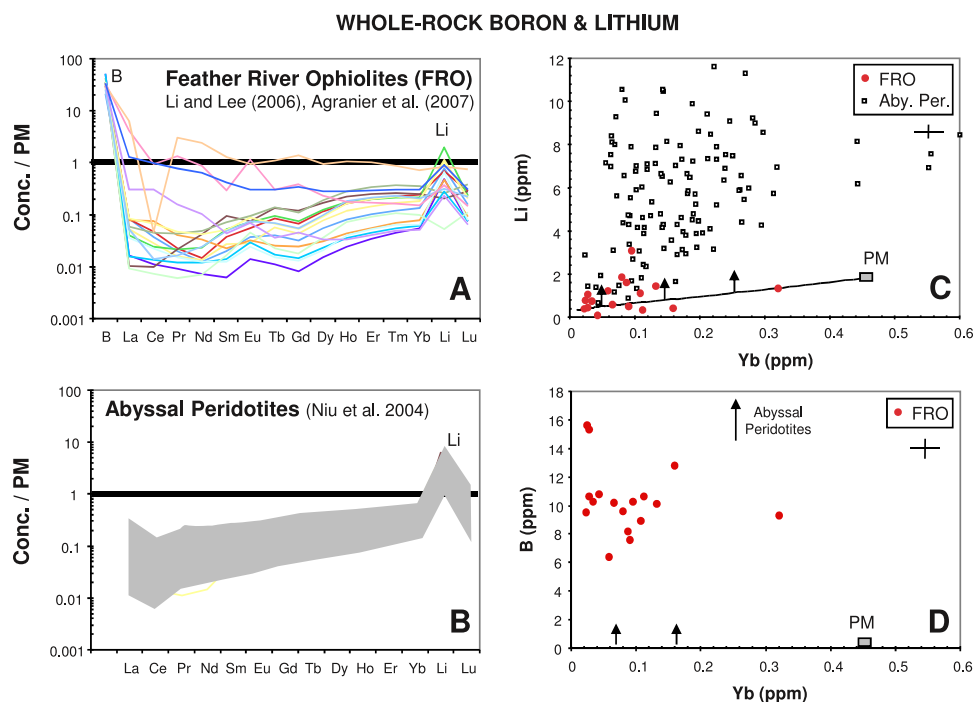 WHOLE-ROCK BORON & LITHIUM
Conc. / PM
100
10
1
0.1
0.01
0.001
B
Feather River Ophiolites (FRO)
Li and Lee (2006), Agranier et al. (2007)
Li
A
B La Ce Pr Nd Sm Eu Tb Gd Dy Ho Er Tm Yb Li Lu
Li (ppm)
12
10
8
6
4
2
0
FRO
Aby. Per.
PM
C
0 0.1 0.2 0.3 0.4 0.5 0.6
Yb (ppm)
Conc. / PM
100
10
1
0.1
0.01
0.001
Abyssal Peridotites (Niu et al. 2004)
Li
B
La Ce Pr Nd Sm Eu Gd Tb Dy Ho Er Yb Li Lu
B (ppm)
18
16
14
12
10
8
6
4
2
0
Abyssal
Peridotites
FRO
PM
D
0 0.1 0.2 0.3 0.4 0.5 0.6
Yb (ppm)